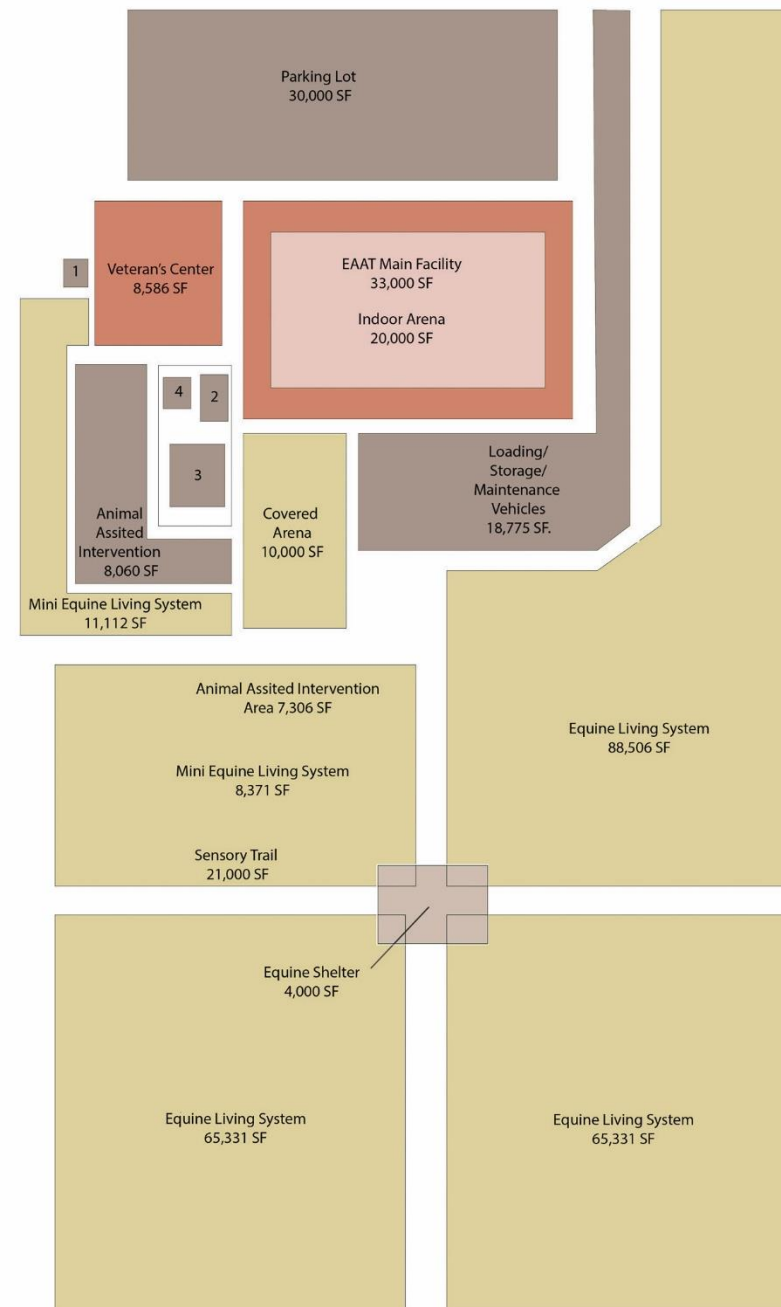 Parking Lot
30,000 SF
1
Veteran's Center
8,586 SF
EAAT Main Facility
33,000 SF
Indoor Arena
20,000 SF
4
2
3
Animal
Assited
Intervention
8,060 SF
Covered
Arena
10,000 SF
Loading/
Storage/
Maintenance
Vehicles
18,775 SF.
Mini Equine Living System
11,112 SF
Animal Assited Intervention
Area 7,306 SF
Mini Equine Living System
8,371 SF
Sensory Trail
21,000 SF
Equine Living System
88,506 SF
Equine Shelter
4,000 SF
Equine Living System
65,331 SF
Equine Living System
65,331 SF